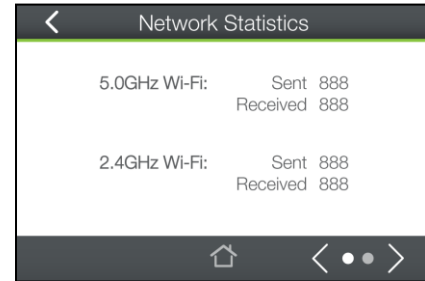 Network Statistics
5.0GHz Wi-Fi: Sent 888
Received 888
2.4GHz Wi-Fi: Sent 888
Received 888